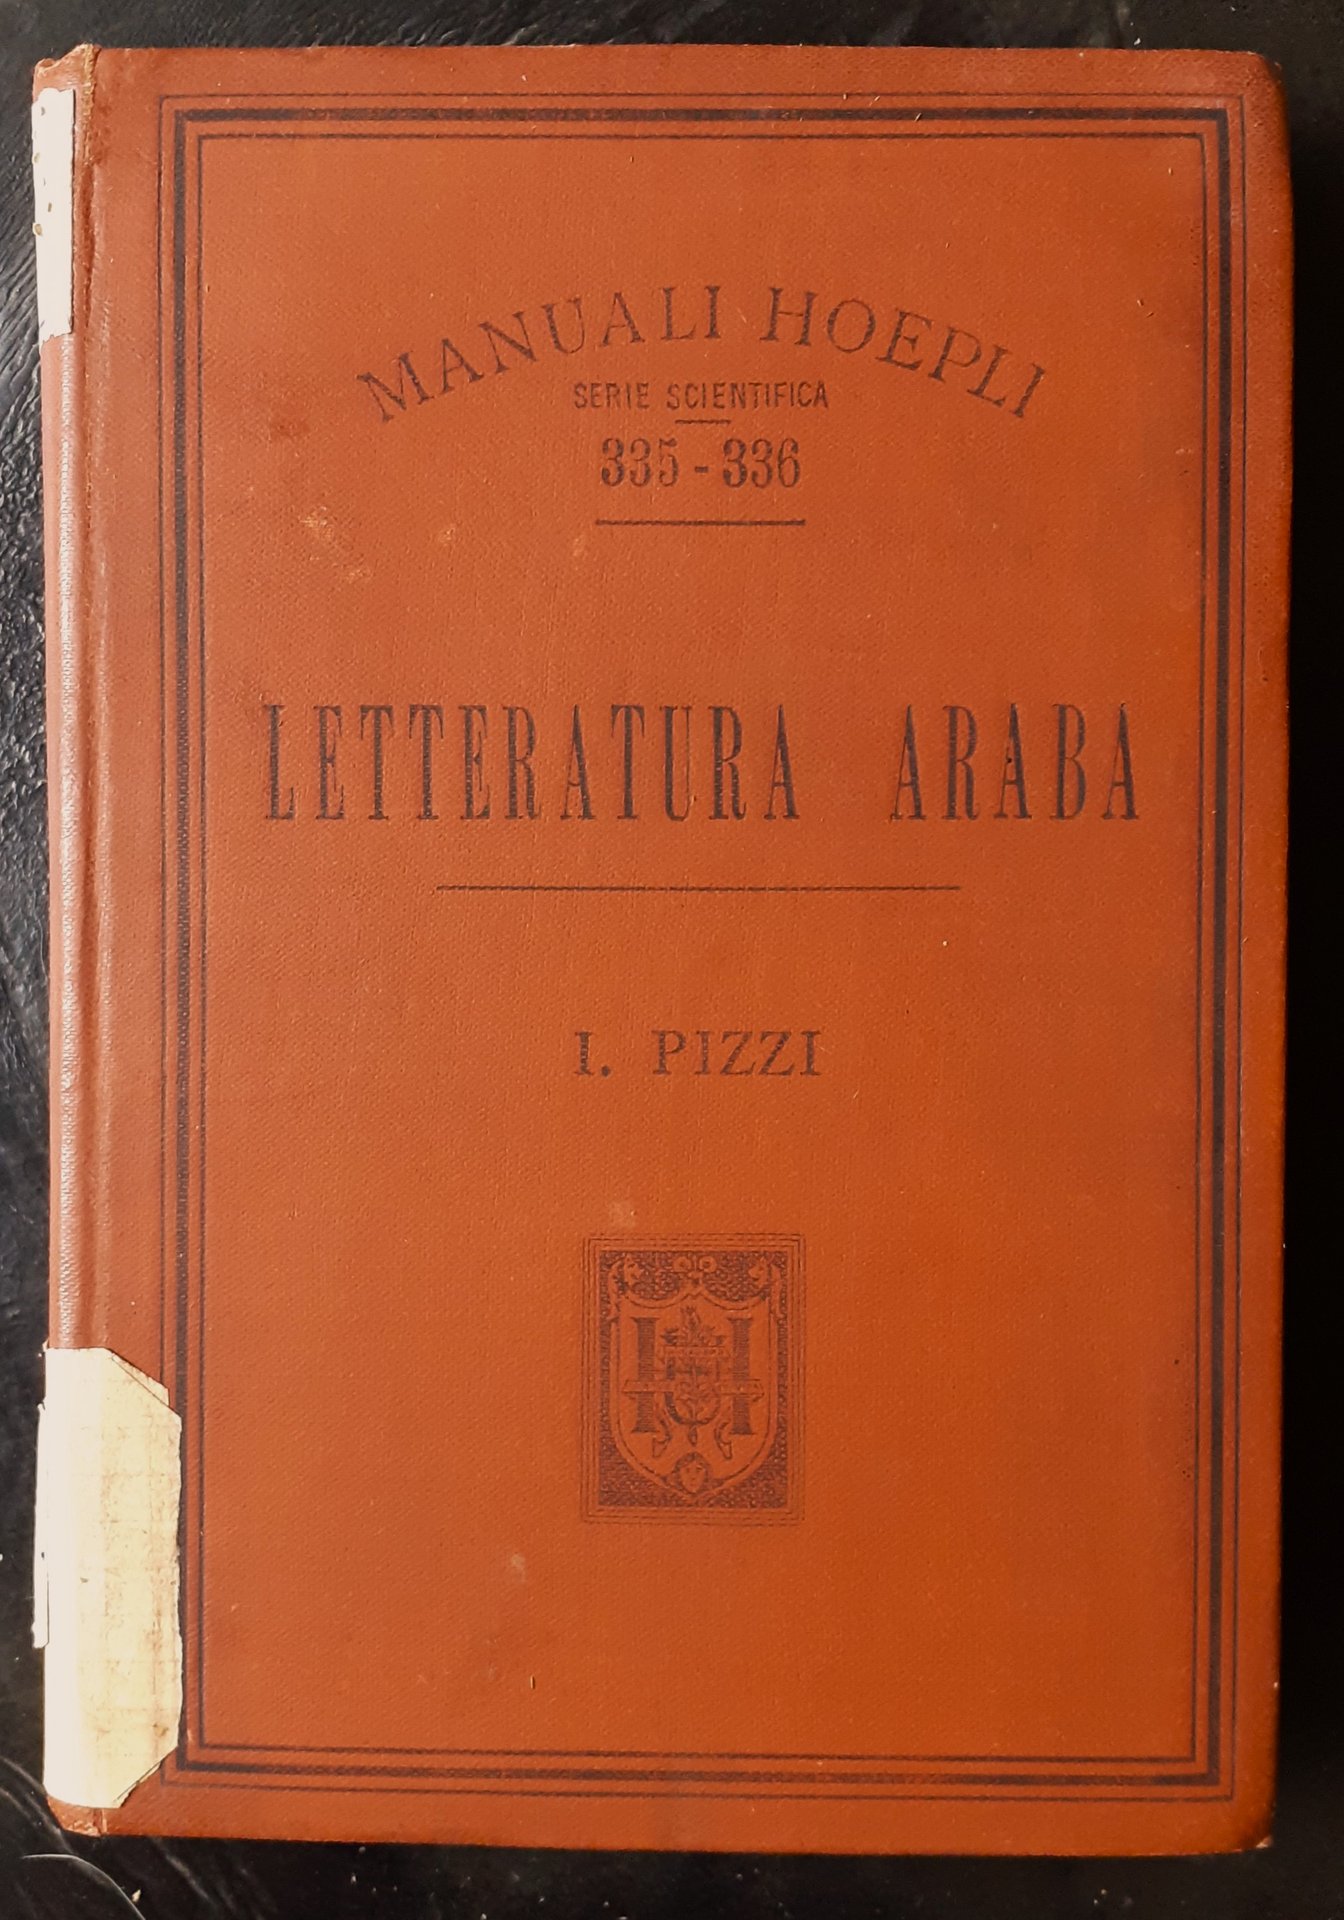 MANUALI HOEPLI
SERIE SCIENTIFICA
335-336
LETTERATURA ARABA
I. PIZZI
H